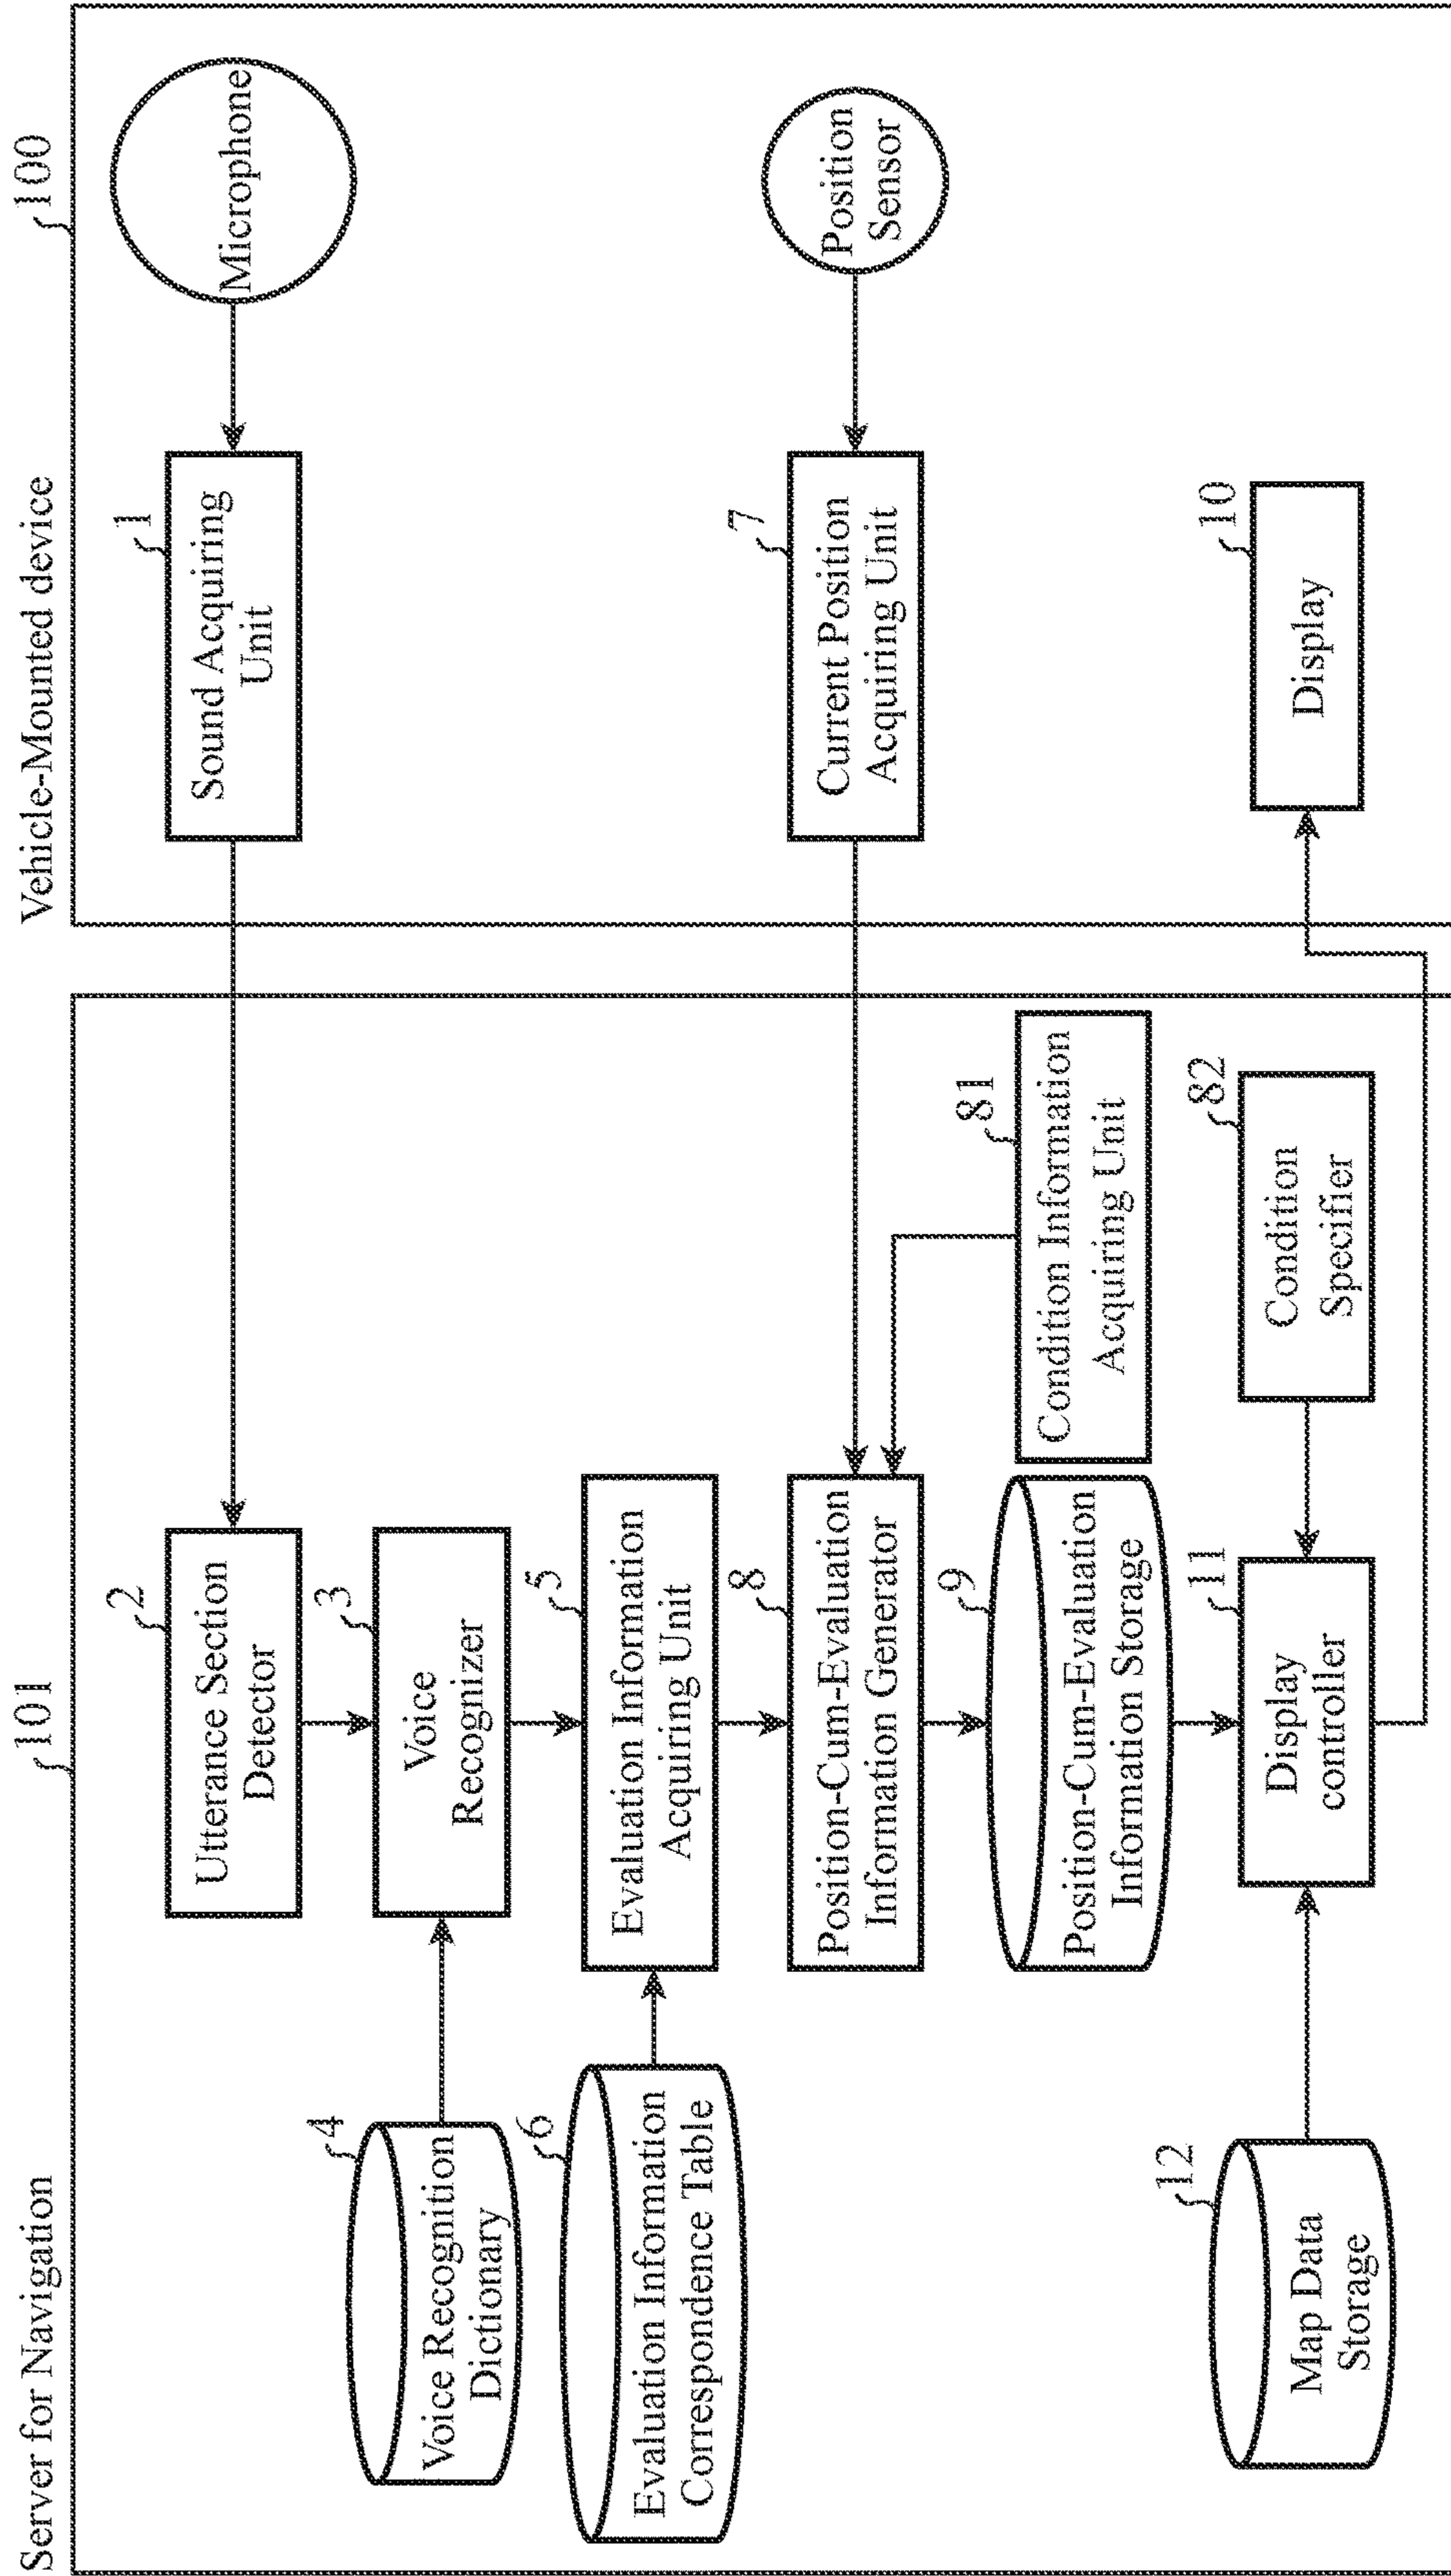 Server for Navigation
101
Vehicle-Mounted device
100
2
Utterance Section
Detector
1
Sound Acquiring
Unit
Microphone
4
Voice Recognition
Dictionary
3
Voice
Recognizer
6
Evaluation Information
Correspondence Table
5
Evaluation Information
Acquiring Unit
8
Position-Cum-Evaluation
Information Generator
7
Current Position
Acquiring Unit
Position
Sensor
9
Position-Cum-Evaluation
Information Storage
81
Condition Information
Acquiring Unit
12
Map Data
Storage
11
Display
controller
82
Condition
Specifier
10
Display